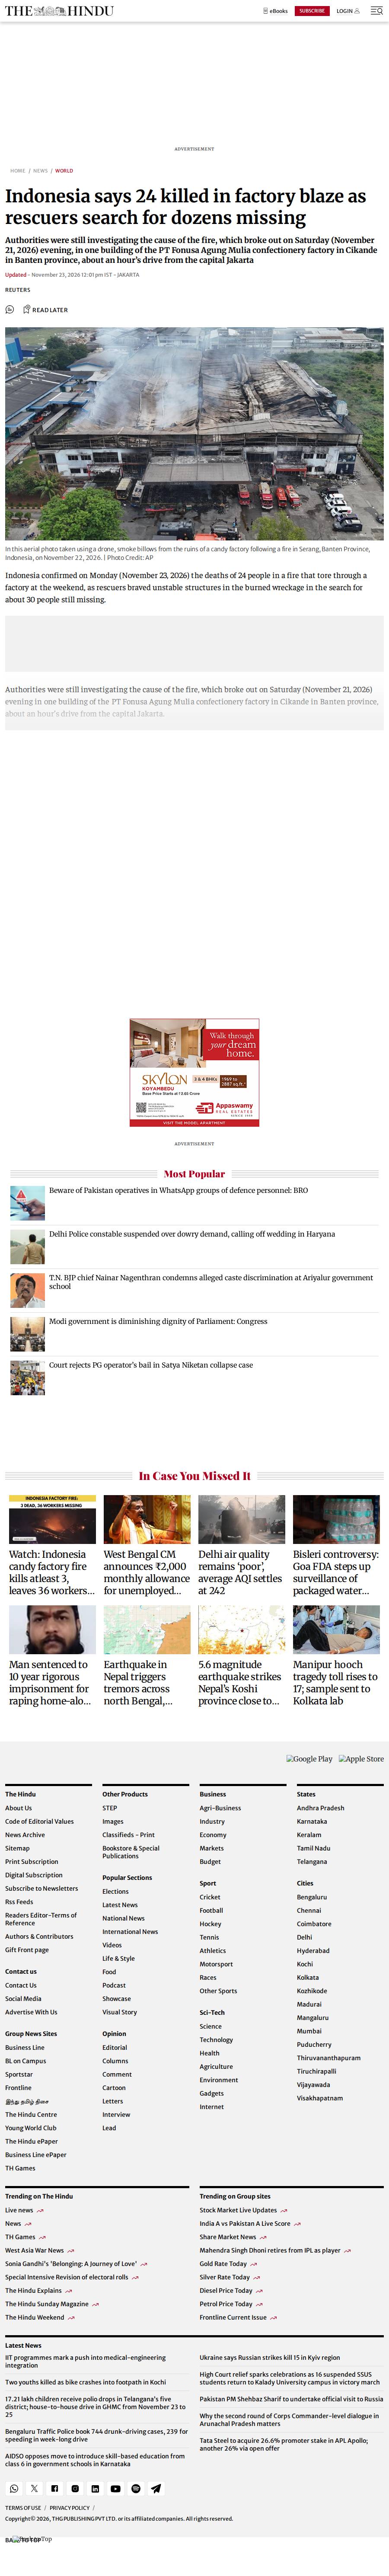 THE HINDU
eBooks
SUBSCRIBE
LOGIN
ADVERTISEMENT
HOME / NEWS / WORLD
Indonesia says 24 killed in factory blaze as
rescuers search for dozens missing
Authorities were still investigating the cause of the fire, which broke out on Saturday (November
21, 2026) evening, in one building of the PT Fonusa Agung Mulia confectionery factory in Cikande
in Banten province, about an hour’s drive from the capital Jakarta
Updated - November 23, 2026 12:01 pm IST - JAKARTA
REUTERS
READ LATER
In this aerial photo taken using a drone, smoke billows from the ruins of a candy factory following a fire in Serang, Banten Province,
Indonesia, on November 22, 2026. | Photo Credit: AP
Indonesia confirmed on Monday (November 23, 2026) the deaths of 24 people in a fire that tore through a
factory at the weekend, as rescuers braved unstable structures in the hunt, hampered by debris, in the search for
about 30 people still missing.
Authorities were still investigating the cause of the fire, which broke out on Saturday (November 21, 2026)
evening in one building of the PT Fonusa Agung Mulia confectionery factory in Cikande in Banten province,
about an hour's drive from the capital Jakarta.
Walk through
your dream
home.
SKYLON
KOYAMBEDU
3 & 4 BHKs
1969 to
2887 sq.ft.*
Base Price Starts at ₹2.65 Crore
Appaswamy
REAL ESTATES
VISIT THE MODEL APARTMENT
ADVERTISEMENT
Most Popular
Beware of Pakistan operatives in WhatsApp groups of defence personnel: BRO
Delhi Police constable suspended over dowry demand, calling off wedding in Haryana
T.N. BJP chief Nainar Nagenthran condemns alleged caste discrimination at Ariyalur government
school
Modi government is diminishing dignity of Parliament: Congress
Court rejects PG operator’s bail in Satya Niketan collapse case
In Case You Missed It
INDONESIA FACTORY FIRE:
2 DEAD, 36 WORKERS MISSING
Watch: Indonesia
candy factory fire
kills atleast 3,
leaves 36 workers...
West Bengal CM
announces ₹2,000
monthly allowance
for unemployed...
Delhi air quality
remains ‘poor’,
average AQI settles
at 242
Bisleri controversy:
Goa FDA steps up
surveillance of
packaged water...
Man sentenced to
10 year rigorous
imprisonment for
raping home-alo...
Earthquake in
Nepal triggers
tremors across
north Bengal,...
5.6 magnitude
earthquake strikes
Nepal’s Koshi
province close to...
Manipur hooch
tragedy toll rises to
17; sample sent to
Kolkata lab
Google Play
Apple Store
The Hindu
About Us
Code of Editorial Values
News Archive
Sitemap
Print Subscription
Digital Subscription
Subscribe to Newsletters
Rss Feeds
Readers Editor-Terms of
Reference
Authors & Contributors
Gift Front page
Contact us
Contact Us
Social Media
Advertise With Us
Group News Sites
Business Line
BL on Campus
Sportstar
Frontline
இந்து தமிழ் திசை
The Hindu Centre
Young World Club
The Hindu ePaper
Business Line ePaper
TH Games
Other Products
STEP
Images
Classifieds - Print
Bookstore & Special
Publications
Popular Sections
Elections
Latest News
National News
International News
Videos
Life & Style
Food
Podcast
Showcase
Visual Story
Opinion
Editorial
Columns
Comment
Cartoon
Letters
Interview
Lead
Business
Agri-Business
Industry
Economy
Markets
Budget
Sport
Cricket
Football
Hockey
Tennis
Athletics
Motorsport
Races
Other Sports
Sci-Tech
Science
Technology
Health
Agriculture
Environment
Gadgets
Internet
States
Andhra Pradesh
Karnataka
Keralam
Tamil Nadu
Telangana
Cities
Bengaluru
Chennai
Coimbatore
Delhi
Hyderabad
Kochi
Kolkata
Kozhikode
Madurai
Mangaluru
Mumbai
Puducherry
Thiruvananthapuram
Tiruchirapalli
Vijayawada
Visakhapatnam
Trending on The Hindu
Live news
News
TH Games
West Asia War News
Sonia Gandhi's 'Belonging: A Journey of Love'
Special Intensive Revision of electoral rolls
The Hindu Explains
The Hindu Sunday Magazine
The Hindu Weekend
Trending on Group sites
Stock Market Live Updates
India A vs Pakistan A Live Score
Share Market News
Mahendra Singh Dhoni retires from IPL as player
Gold Rate Today
Silver Rate Today
Diesel Price Today
Petrol Price Today
Frontline Current Issue
Latest News
IIT programmes mark a push into medical-engineering
integration
Two youths killed as bike crashes into footpath in Kochi
17.21 lakh children receive polio drops in Telangana’s five
district; house-to-house drive in GHMC from November 23 to
25
Bengaluru Traffic Police book 744 drunk-driving cases, 239 for
speeding in week-long drive
AIDSO opposes move to introduce skill-based education from
class 6 in government schools in Karnataka
Ukraine says Russian strikes kill 15 in Kyiv region
High Court relief sparks celebrations as 16 suspended SSUS
students return to Kalady University campus in victory march
Pakistan PM Shehbaz Sharif to undertake official visit to Russia
Why the second round of Corps Commander-level dialogue in
Arunachal Pradesh matters
Tata Steel to acquire 26.6% promoter stake in APL Apollo;
another 26% via open offer
TERMS OF USE / PRIVACY POLICY /
Copyright© 2026, THG PUBLISHING PVT LTD. or its affiliated companies. All rights reserved.
BACK TO TOP